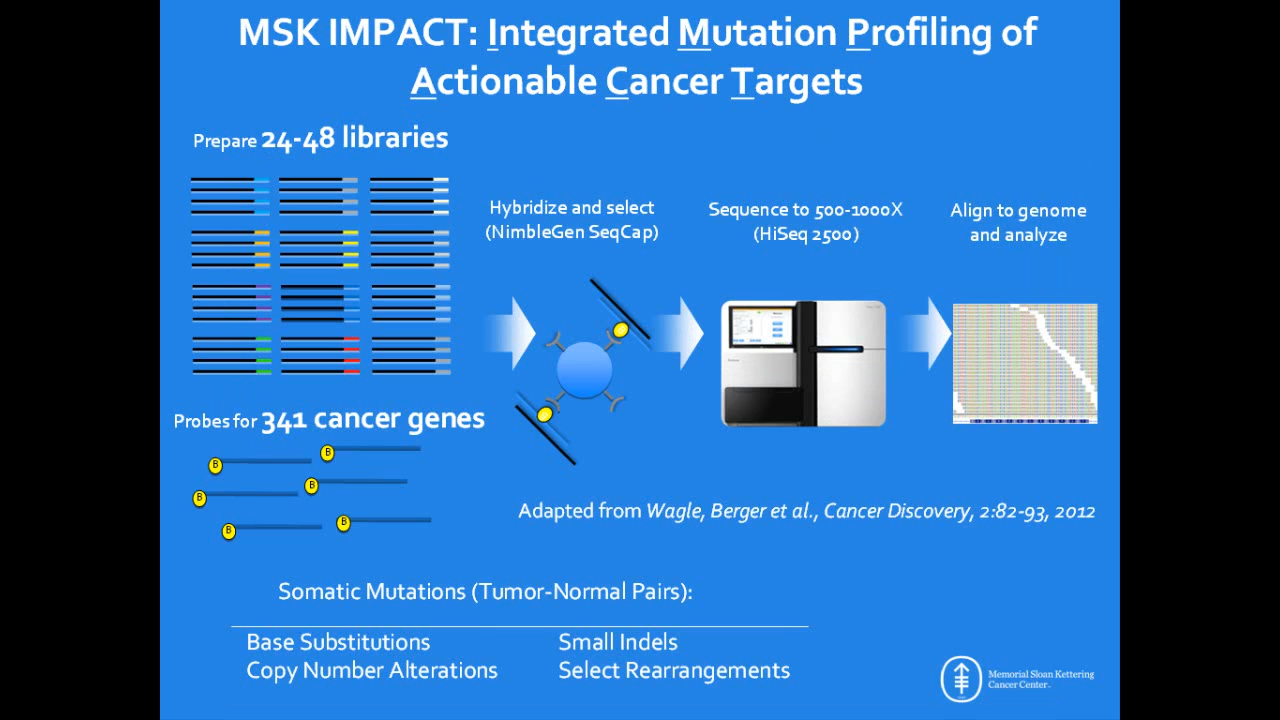 MSK IMPACT: Integrated Mutation Profiling of
Actionable Cancer Targets
Prepare 24-48 libraries
Hybridize and select
(NimbleGen SeqCap)
Sequence to 500-1000X
(HiSeq 2500)
Align to genome
and analyze
Probes for 341 cancer genes
B
B
B
B
B
B
Adapted from Wagle, Berger et al., Cancer Discovery, 2:82-93, 2012
Somatic Mutations (Tumor-Normal Pairs):
Base Substitutions
Small Indels
Copy Number Alterations
Select Rearrangements
Memorial Sloan Kettering
Cancer Center